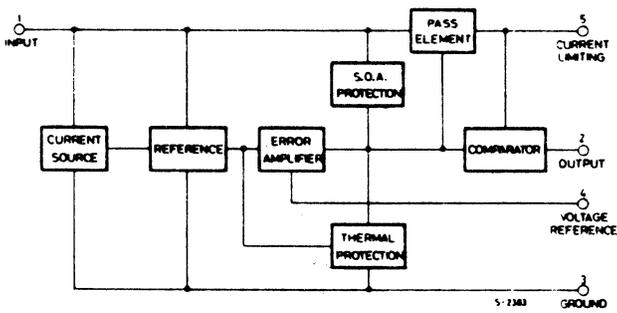 1
INPUT
PASS
ELEMENT
5
CURRENT
LIMITING
S.O.A.
PROTECTION
CURRENT
SOURCE
REFERENCE
ERROR
AMPLIFIER
COMPARATOR
2
OUTPUT
4
VOLTAGE
REFERENCE
THERMAL
PROTECTION
3
GROUND
S-2383